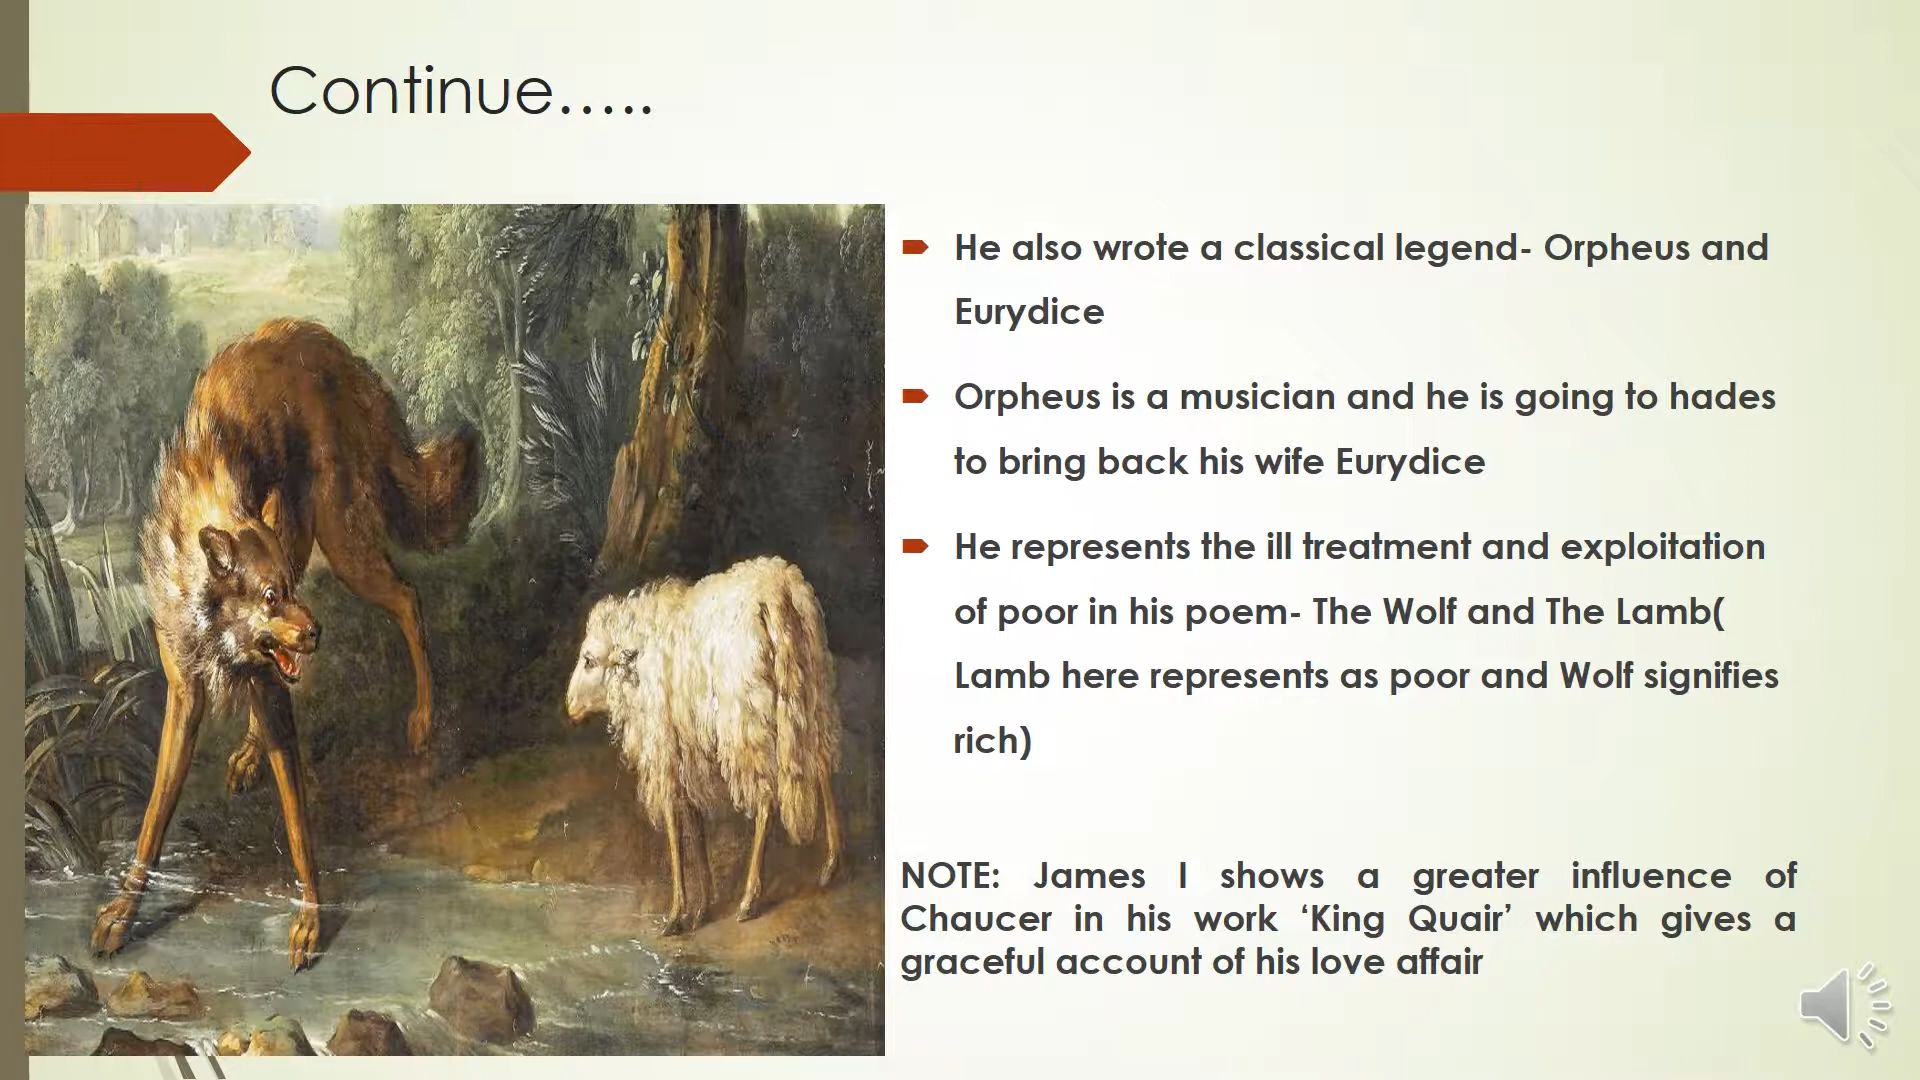 Continue…..
He also wrote a classical legend- Orpheus and
Eurydice
Orpheus is a musician and he is going to hades
to bring back his wife Eurydice
He represents the ill treatment and exploitation
of poor in his poem- The Wolf and The Lamb(
Lamb here represents as poor and Wolf signifies
rich)
NOTE: James I shows a greater influence of
Chaucer in his work ‘King Quair’ which gives a
graceful account of his love affair